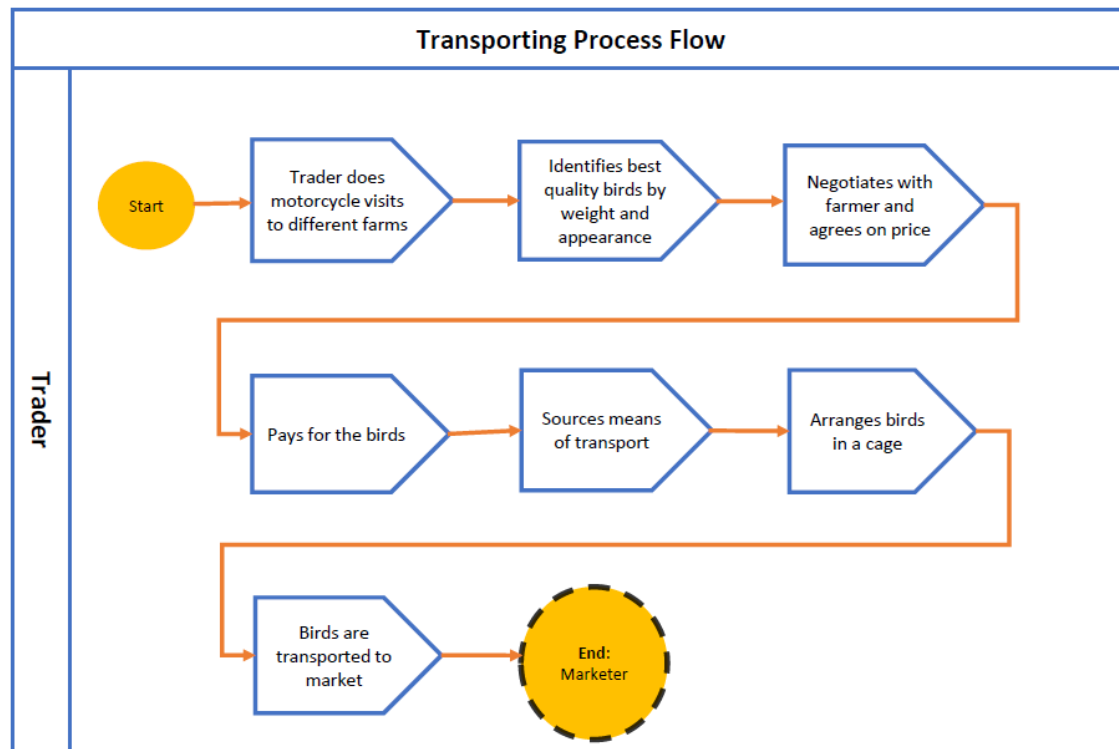 Transporting Process Flow
Trader
Start
Trader does
motorcycle visits
to different farms
Identifies best
quality birds by
weight and
appearance
Negotiates with
farmer and
agrees on price
Pays for the birds
Sources means
of transport
Arranges birds
in a cage
Birds are
transported to
market
End:
Marketer